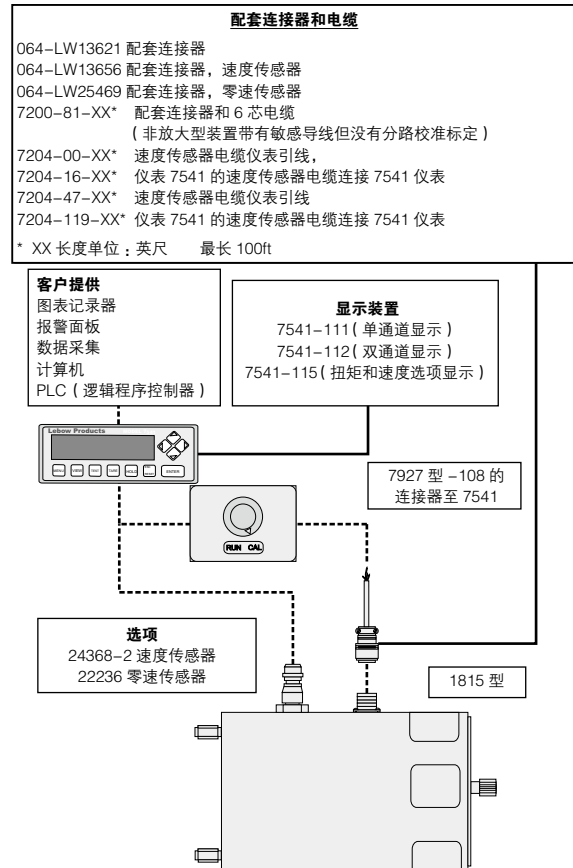 配套连接器和电缆
064-LW13621 配套连接器
064-LW13656 配套连接器，速度传感器
064-LW25469 配套连接器，零速传感器
7200-81-XX* 配套连接器和 6 芯电缆
（非放大型装置带有敏感导线但没有分路校准标定）
7204-00-XX* 速度传感器电缆仪表引线，
7204-16-XX* 仪表 7541 的速度传感器电缆连接 7541 仪表
7204-47-XX* 速度传感器电缆仪表引线
7204-119-XX* 仪表 7541 的速度传感器电缆连接 7541 仪表
* XX 长度单位：英尺 最长 100ft
客户提供
图表记录器
报警面板
数据采集
计算机
PLC（逻辑程序控制器）
显示装置
7541-111（单通道显示）
7541-112（双通道显示）
7541-115（扭矩和速度选项显示）
Lebow Products
MENU VIEW TEST TARE HOLD ENTER
7927 型 -108 的
连接器至 7541
RUN CAL
选项
24368-2 速度传感器
22236 零速传感器
1815 型